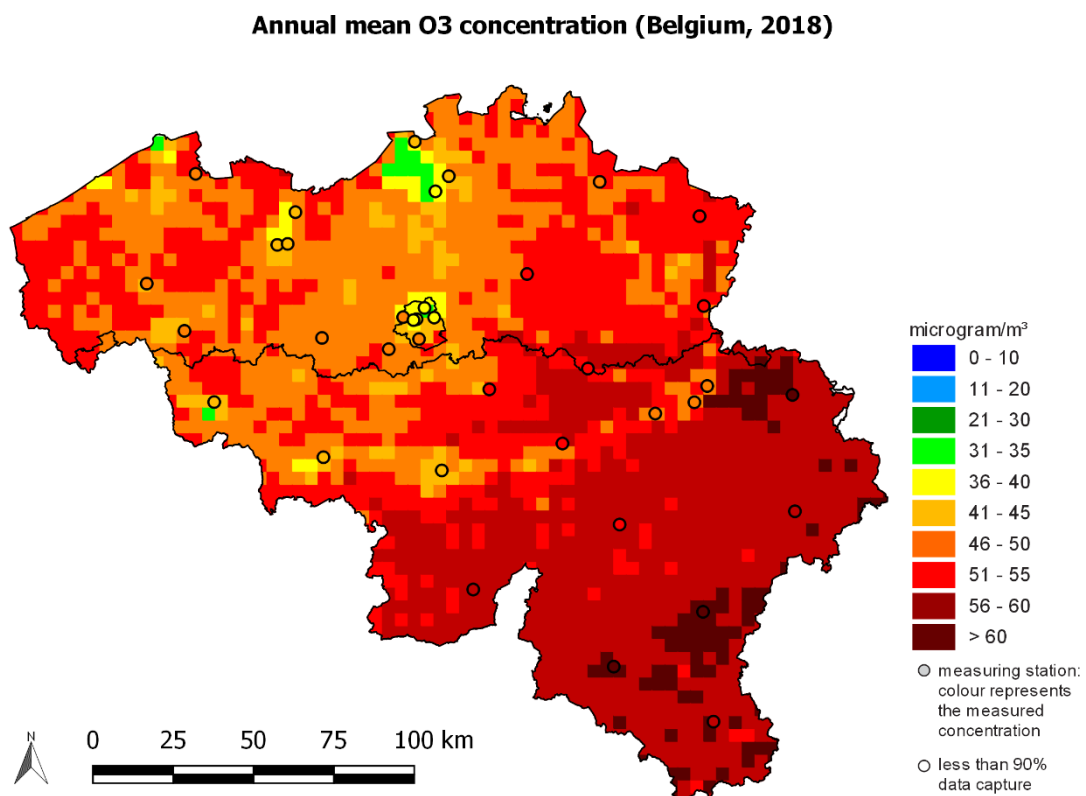 Annual mean O3 concentration (Belgium, 2018)
microgram/m³
0 - 10
11 - 20
21 - 30
31 - 35
36 - 40
41 - 45
46 - 50
51 - 55
56 - 60
> 60
measuring station:
colour represents
the measured
concentration
less than 90%
data capture
N
0 25 50 75 100 km